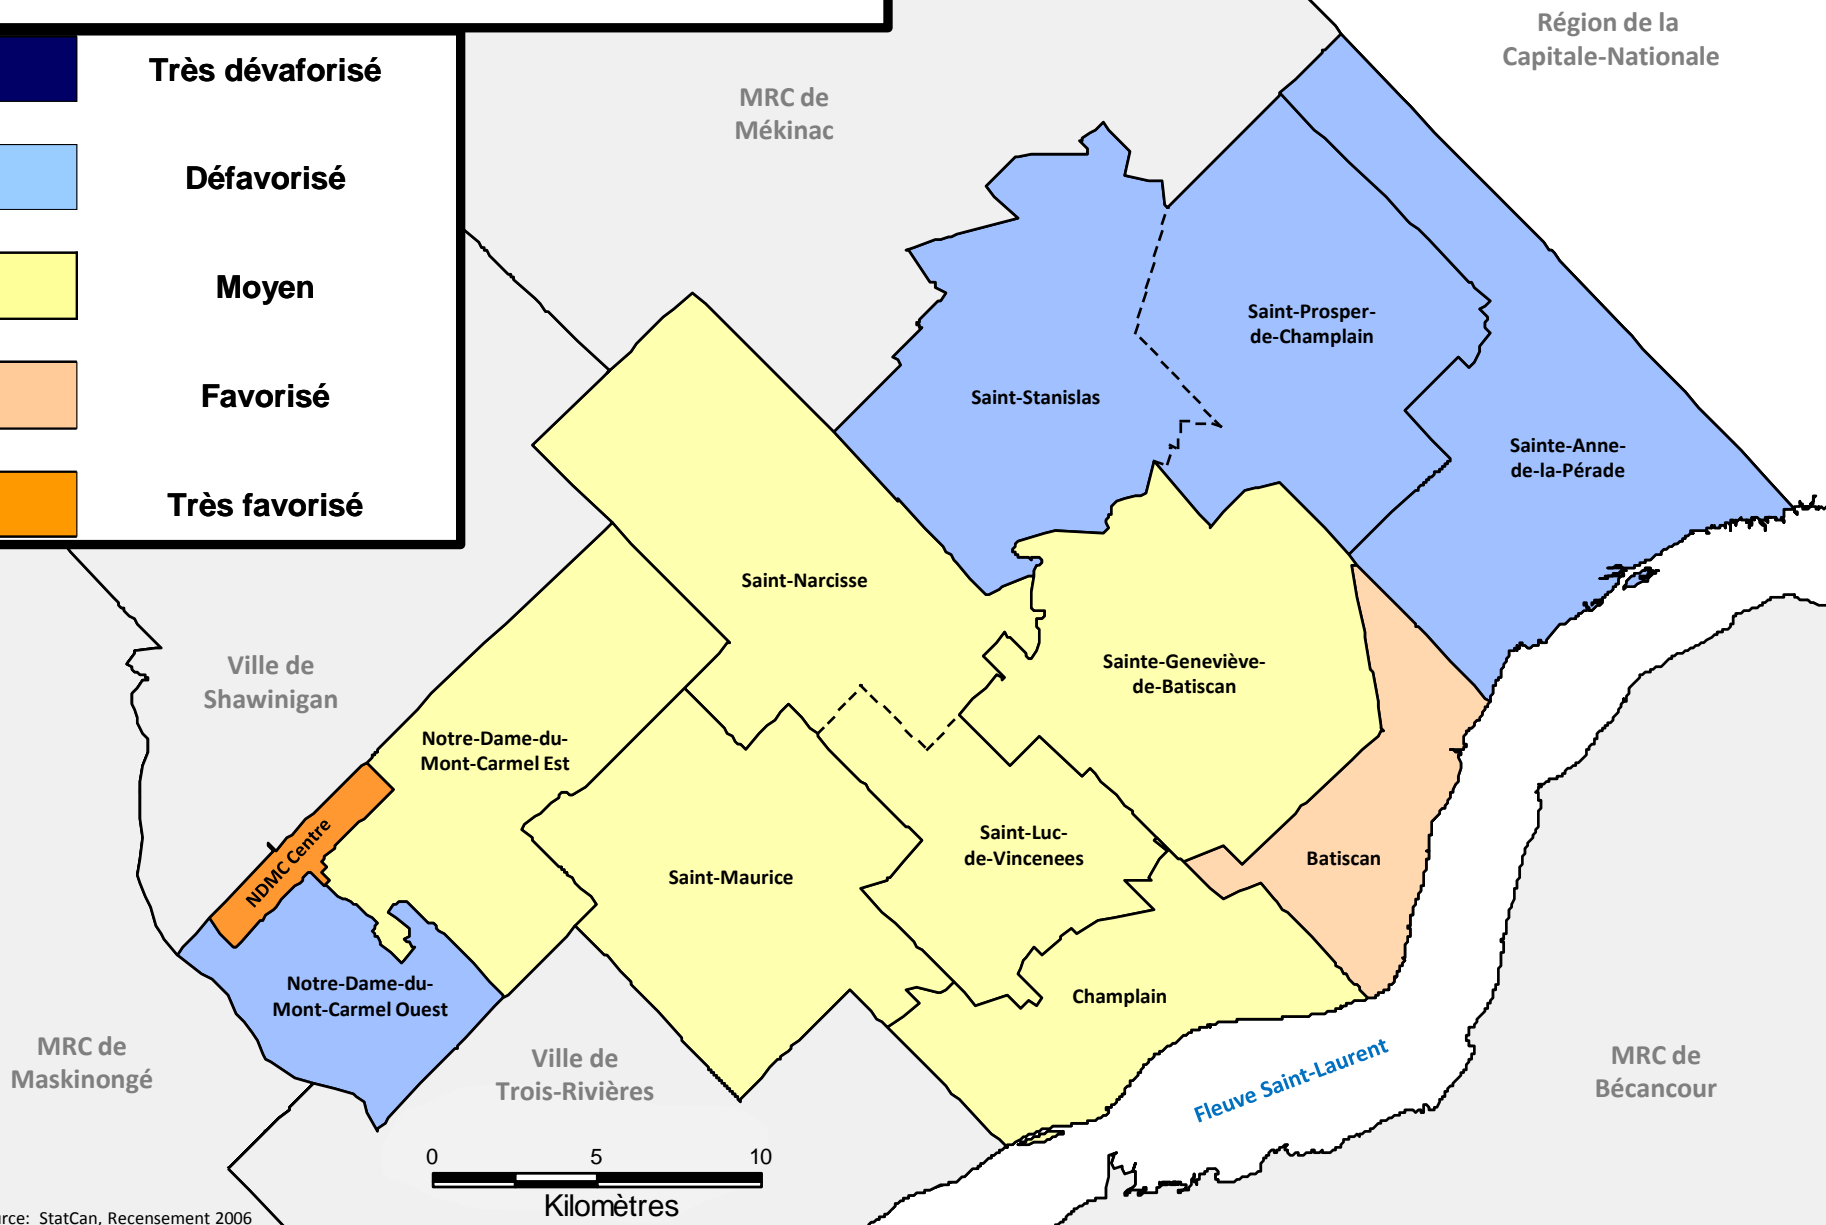 Très dévaforisé
Défavorisé
Moyen
Favorisé
Très favorisé
Région de la
Capitale-Nationale
MRC de
Mékinac
Saint-Prosper-
de-Champlain
Saint-Stanislas
Sainte-Anne-
de-la-Pérade
Saint-Narcisse
Sainte-Geneviève-
de-Batiscan
Ville de
Shawinigan
Notre-Dame-du-
Mont-Carmel Est
NDMC Centre
Saint-Maurice
Saint-Luc-
de-Vincenees
Batiscan
Notre-Dame-du-
Mont-Carmel Ouest
Champlain
MRC de
Maskinongé
Ville de
Trois-Rivières
Fleuve Saint-Laurent
MRC de
Bécancour
0 5 10
Kilomètres
StatCan, Recensement 2006